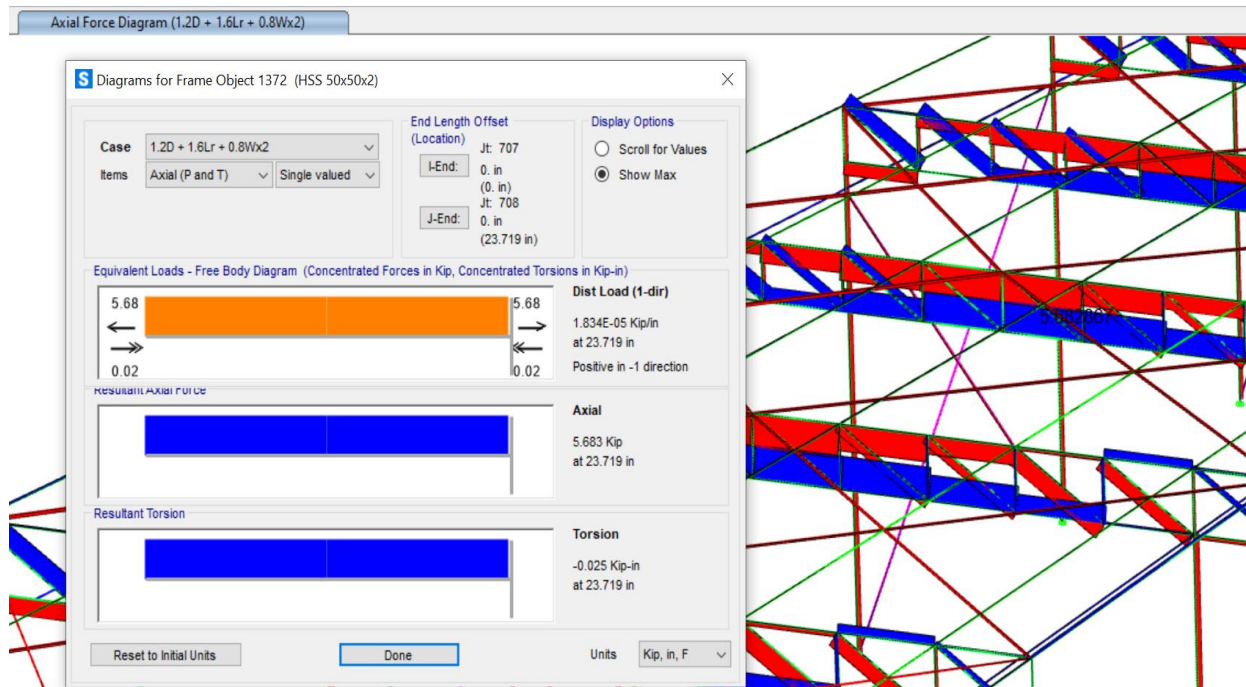 Axial Force Diagram (1.2D + 1.6Lr + 0.8Wx2)
Diagrams for Frame Object 1372 (HSS 50x50x2)
Case 1.2D + 1.6Lr + 0.8Wx2
Items Axial (P and T) Single valued
End Length Offset
(Location)
Jt: 707
I-End: 0. in
(0. in)
Jt: 708
J-End: 0. in
(23.719 in)
Display Options
Scroll for Values
Show Max
Equivalent Loads - Free Body Diagram (Concentrated Forces in Kip, Concentrated Torsions in Kip-in)
5.68 5.68
0.02 0.02
Dist Load (1-dir)
1.834E-05 Kip/in
at 23.719 in
Positive in -1 direction
Resultant Axial Force
Axial
5.683 Kip
at 23.719 in
Resultant Torsion
Torsion
-0.025 Kip-in
at 23.719 in
Reset to Initial Units Done Units Kip, in, F